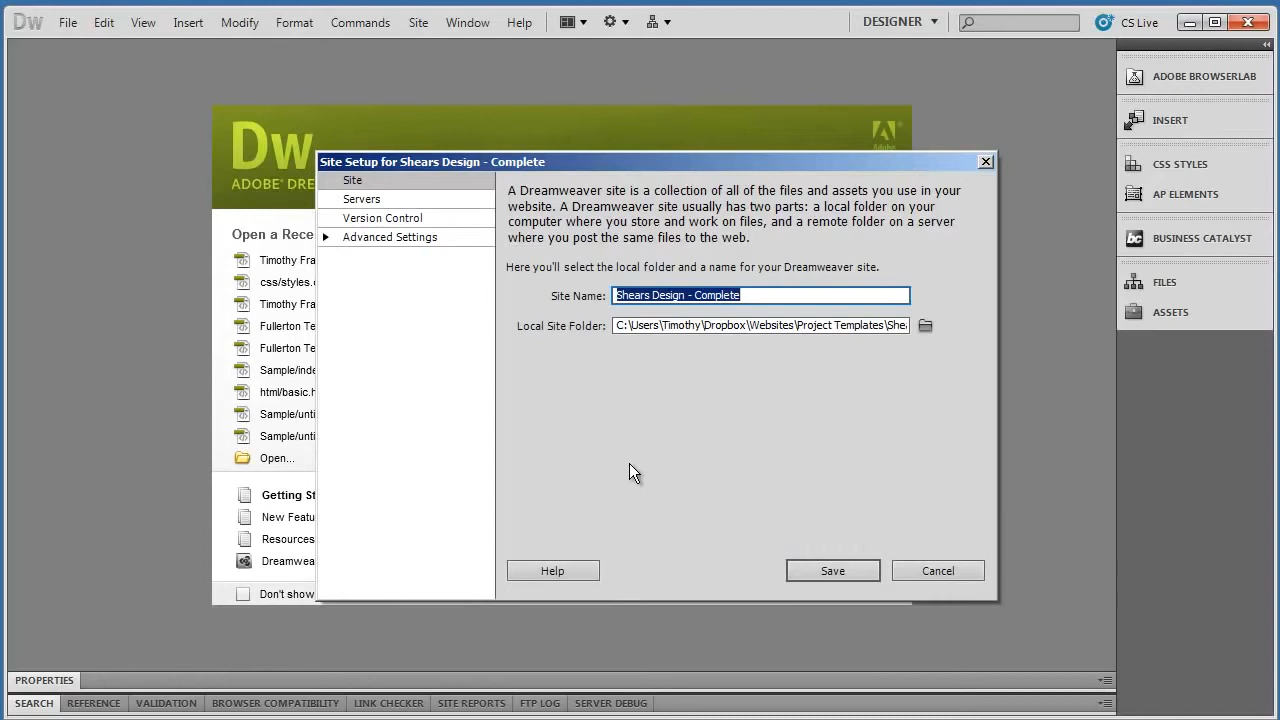 Dw File Edit View Insert Modify Format Commands Site Window Help DESIGNER CS Live
ADOBE BROWSERLAB
INSERT
CSS STYLES
AP ELEMENTS
BUSINESS CATALYST
FILES
ASSETS
Dw
ADOBE® DRE
Adobe
Open a Rece
Timothy Fra
css/styles.c
Timothy Fra
Fullerton Te
Fullerton Te
Sample/inde
html/basic.h
Sample/unti
Sample/unti
Open...
Getting St
New Featu
Resources
Dreamwea
Don't show
Site Setup for Shears Design - Complete
Site
Servers
Version Control
Advanced Settings
A Dreamweaver site is a collection of all of the files and assets you use in your
website. A Dreamweaver site usually has two parts: a local folder on your
computer where you store and work on files, and a remote folder on a server
where you post the same files to the web.
Here you'll select the local folder and a name for your Dreamweaver site.
Site Name: Shears Design - Complete
Local Site Folder: C:\Users\Timothy\Dropbox\Websites\Project Templates\Shea
Help Save Cancel
PROPERTIES
SEARCH REFERENCE VALIDATION BROWSER COMPATIBILITY LINK CHECKER SITE REPORTS FTP LOG SERVER DEBUG